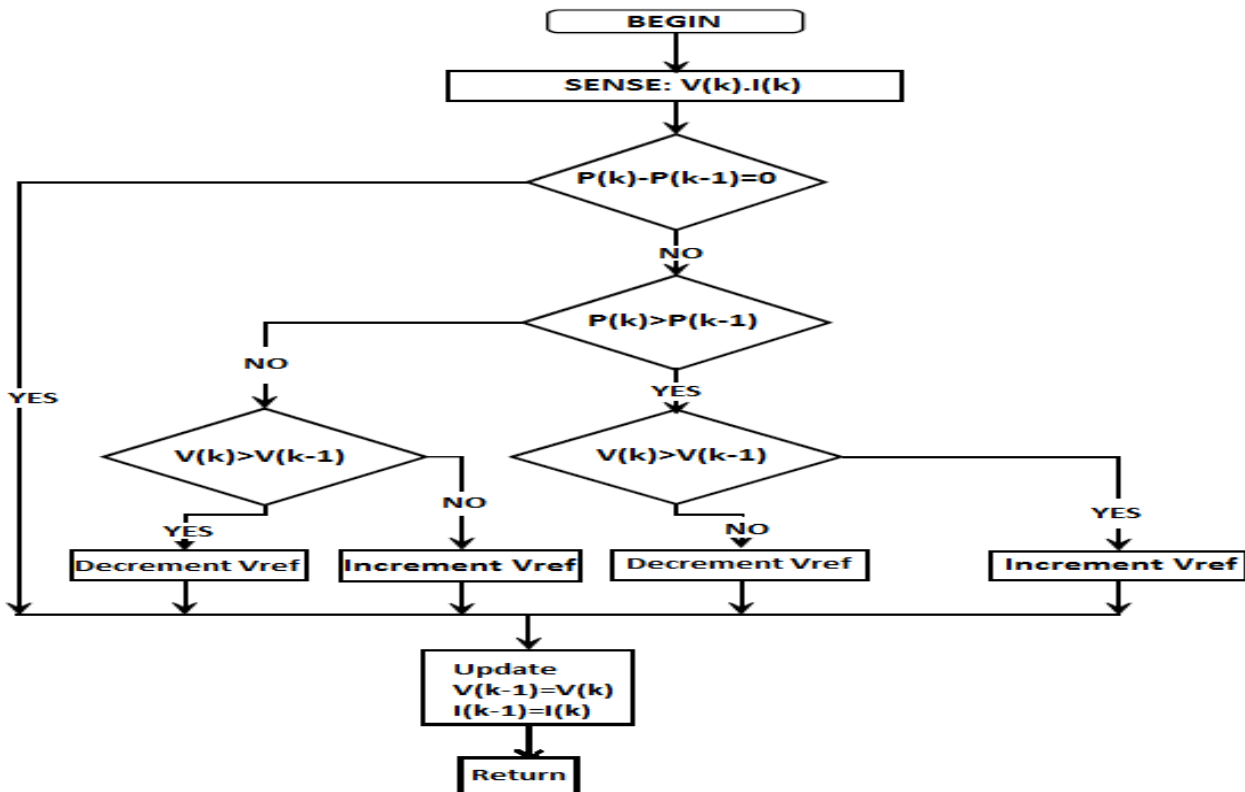 BEGIN
SENSE: V(k).I(k)
P(k)-P(k-1)=0
NO
P(k)>P(k-1)
NO
YES
YES
V(k)>V(k-1)
V(k)>V(k-1)
NO
YES
YES
NO
Decrement Vref
Increment Vref
Decrement Vref
Increment Vref
Update
V(k-1)=V(k)
I(k-1)=I(k)
Return